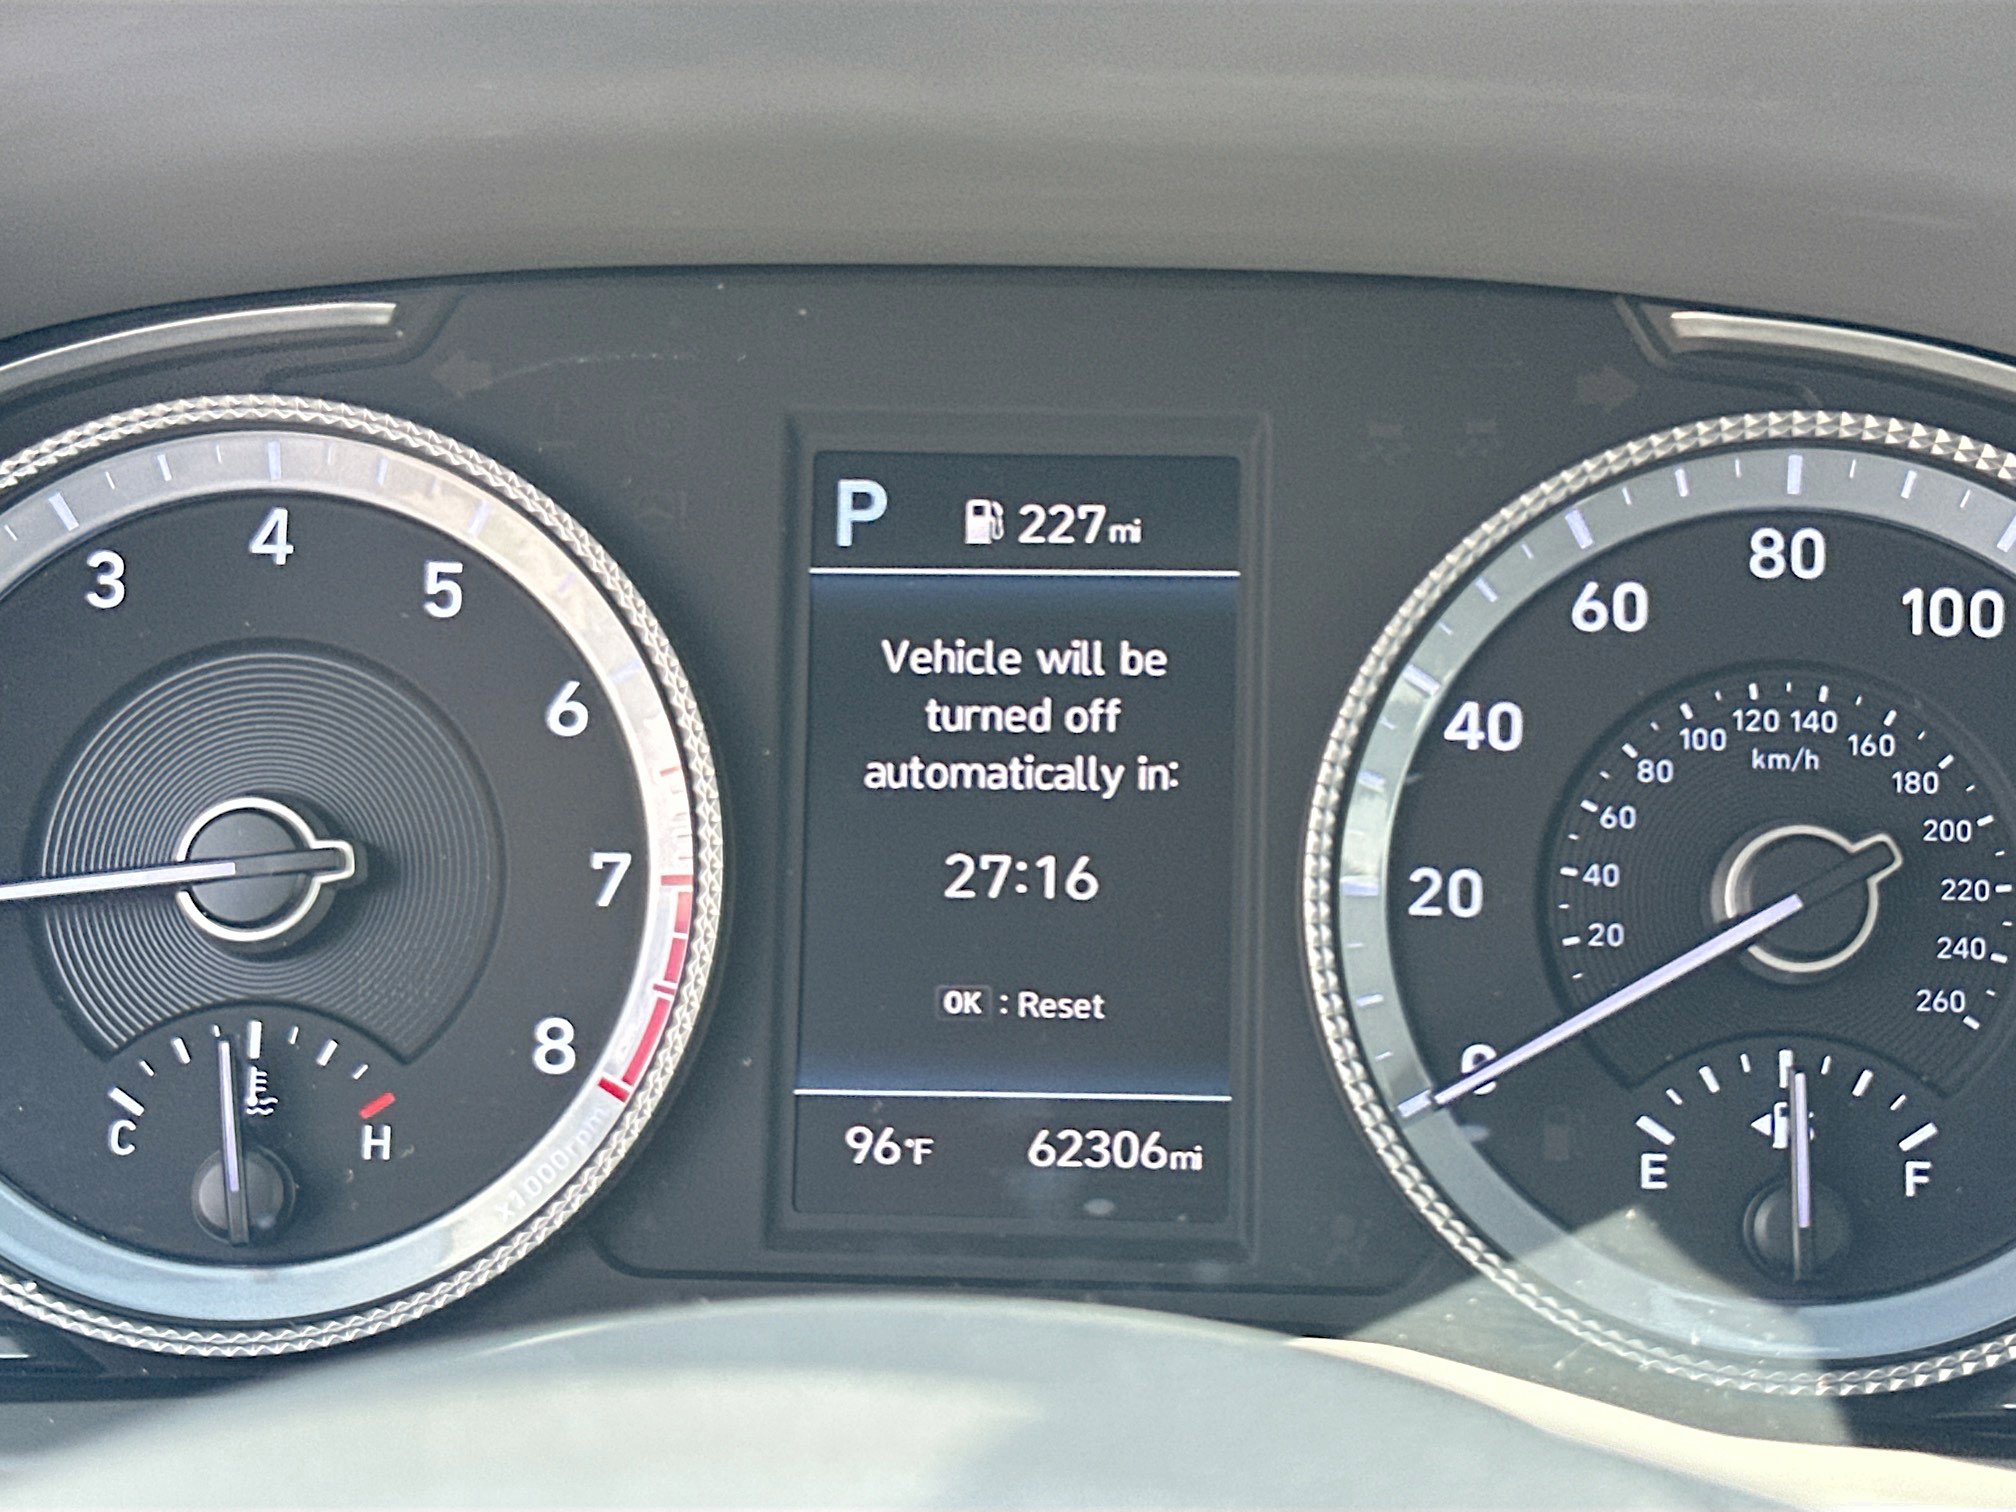 3
4
5
6
7
8
x1000rpm
C
H
P 227mi
Vehicle will be
turned off
automatically in:
27:16
OK : Reset
96°F 62306mi
0
20
40
60
80
100
20
40
60
80
100
120
140
160
180
200
220
240
260
km/h
E
F